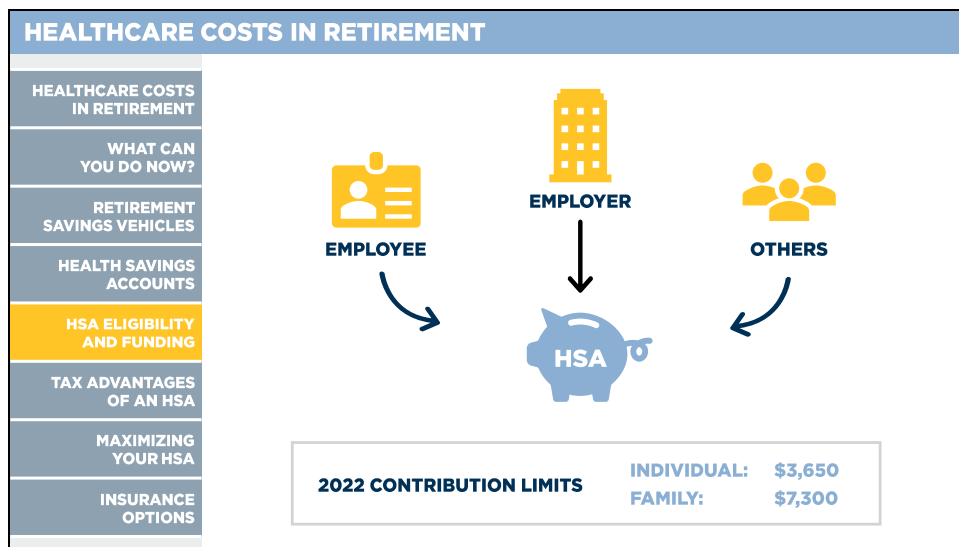 HEALTHCARE COSTS IN RETIREMENT
HEALTHCARE COSTS
IN RETIREMENT
WHAT CAN
YOU DO NOW?
RETIREMENT
SAVINGS VEHICLES
HEALTH SAVINGS
ACCOUNTS
HSA ELIGIBILITY
AND FUNDING
TAX ADVANTAGES
OF AN HSA
MAXIMIZING
YOUR HSA
INSURANCE
OPTIONS
EMPLOYEE
EMPLOYER
OTHERS
HSA
2022 CONTRIBUTION LIMITS
INDIVIDUAL: $3,650
FAMILY: $7,300